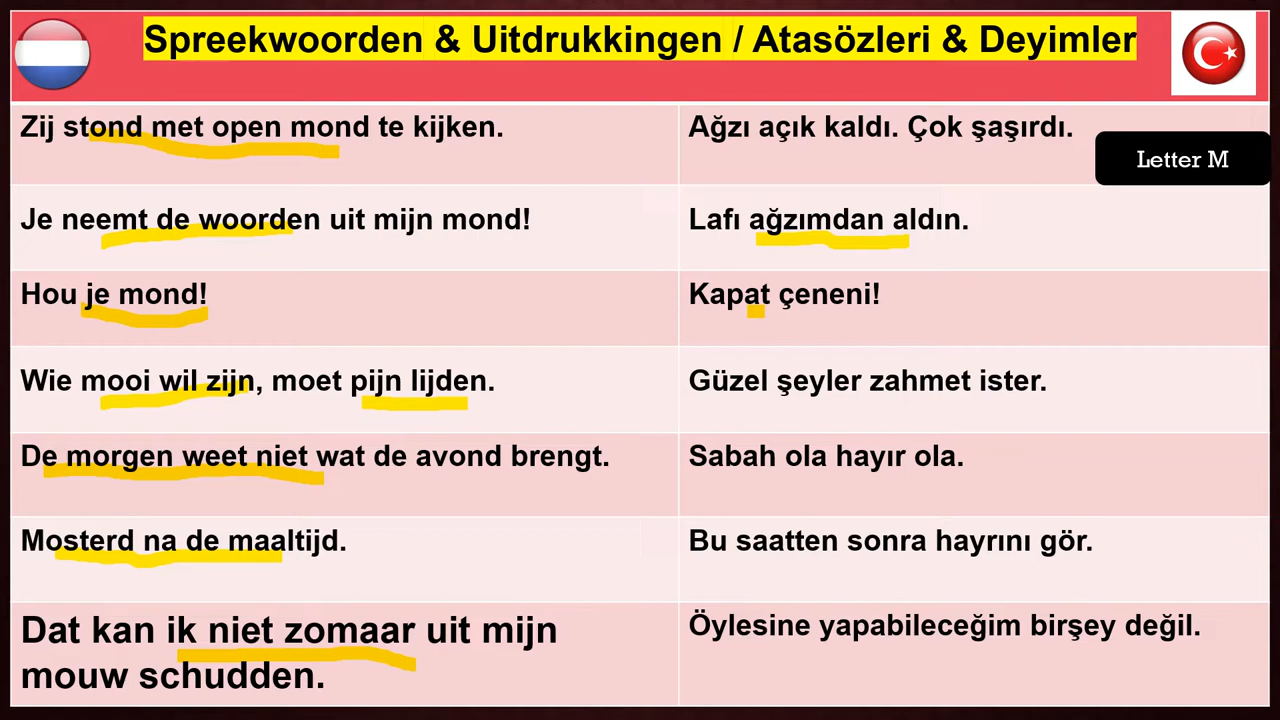 Spreekwoorden & Uitdrukkingen / Atasözleri & Deyimler
Zij stond met open mond te kijken.
Ağzı açık kaldı. Çok şaşırdı.
Letter M
Je neemt de woorden uit mijn mond!
Lafı ağzımdan aldın.
Hou je mond!
Kapat çeneni!
Wie mooi wil zijn, moet pijn lijden.
Güzel şeyler zahmet ister.
De morgen weet niet wat de avond brengt.
Sabah ola hayır ola.
Mosterd na de maaltijd.
Bu saatten sonra hayrını gör.
Dat kan ik niet zomaar uit mijn
mouw schudden.
Öylesine yapabileceğim birşey değil.